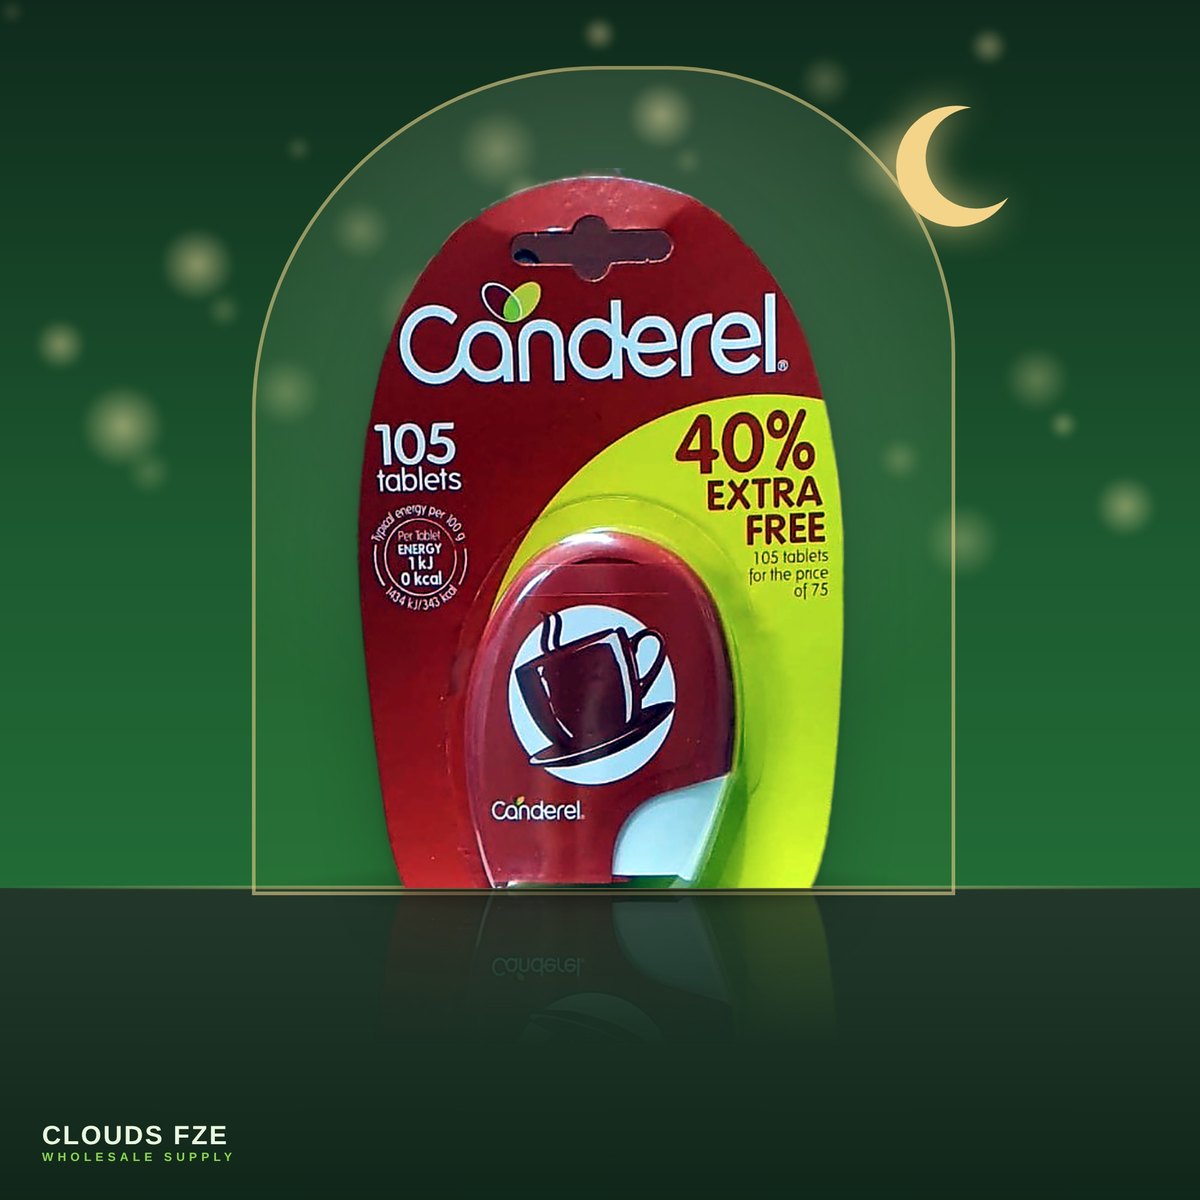 Canderel®
105
tablets
Typical energy per 100 g
Per Tablet
ENERGY
1 kJ
0 kcal
1434 kJ/343 kcal
40%
EXTRA
FREE
105 tablets
for the price
of 75
Canderel
Canderel
CLOUDS FZE
WHOLESALE SUPPLY